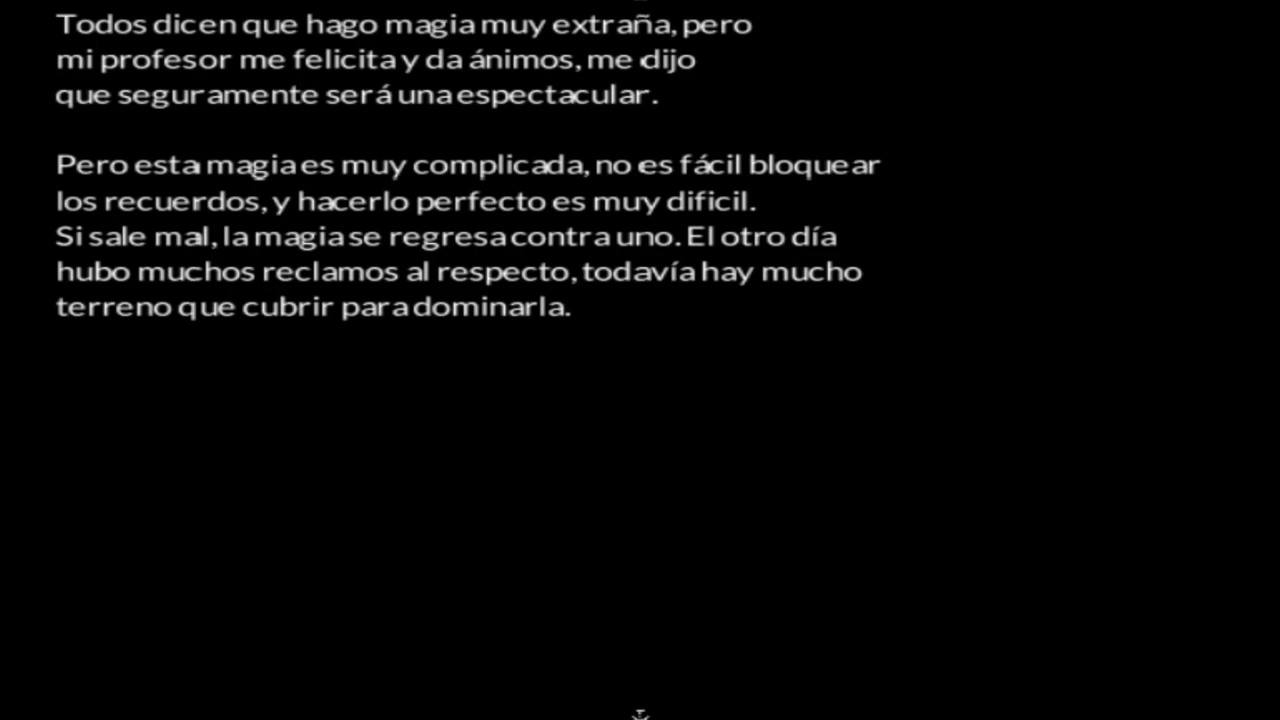 Todos dicen que hago magia muy extraña, pero
mi profesor me felicita y da ánimos, me dijo
que seguramente será una espectacular.
Pero esta magia es muy complicada, no es fácil bloquear
los recuerdos, y hacerlo perfecto es muy dificil.
Si sale mal, la magia se regresa contra uno. El otro día
hubo muchos reclamos al respecto, todavía hay mucho
terreno que cubrir para dominarla.